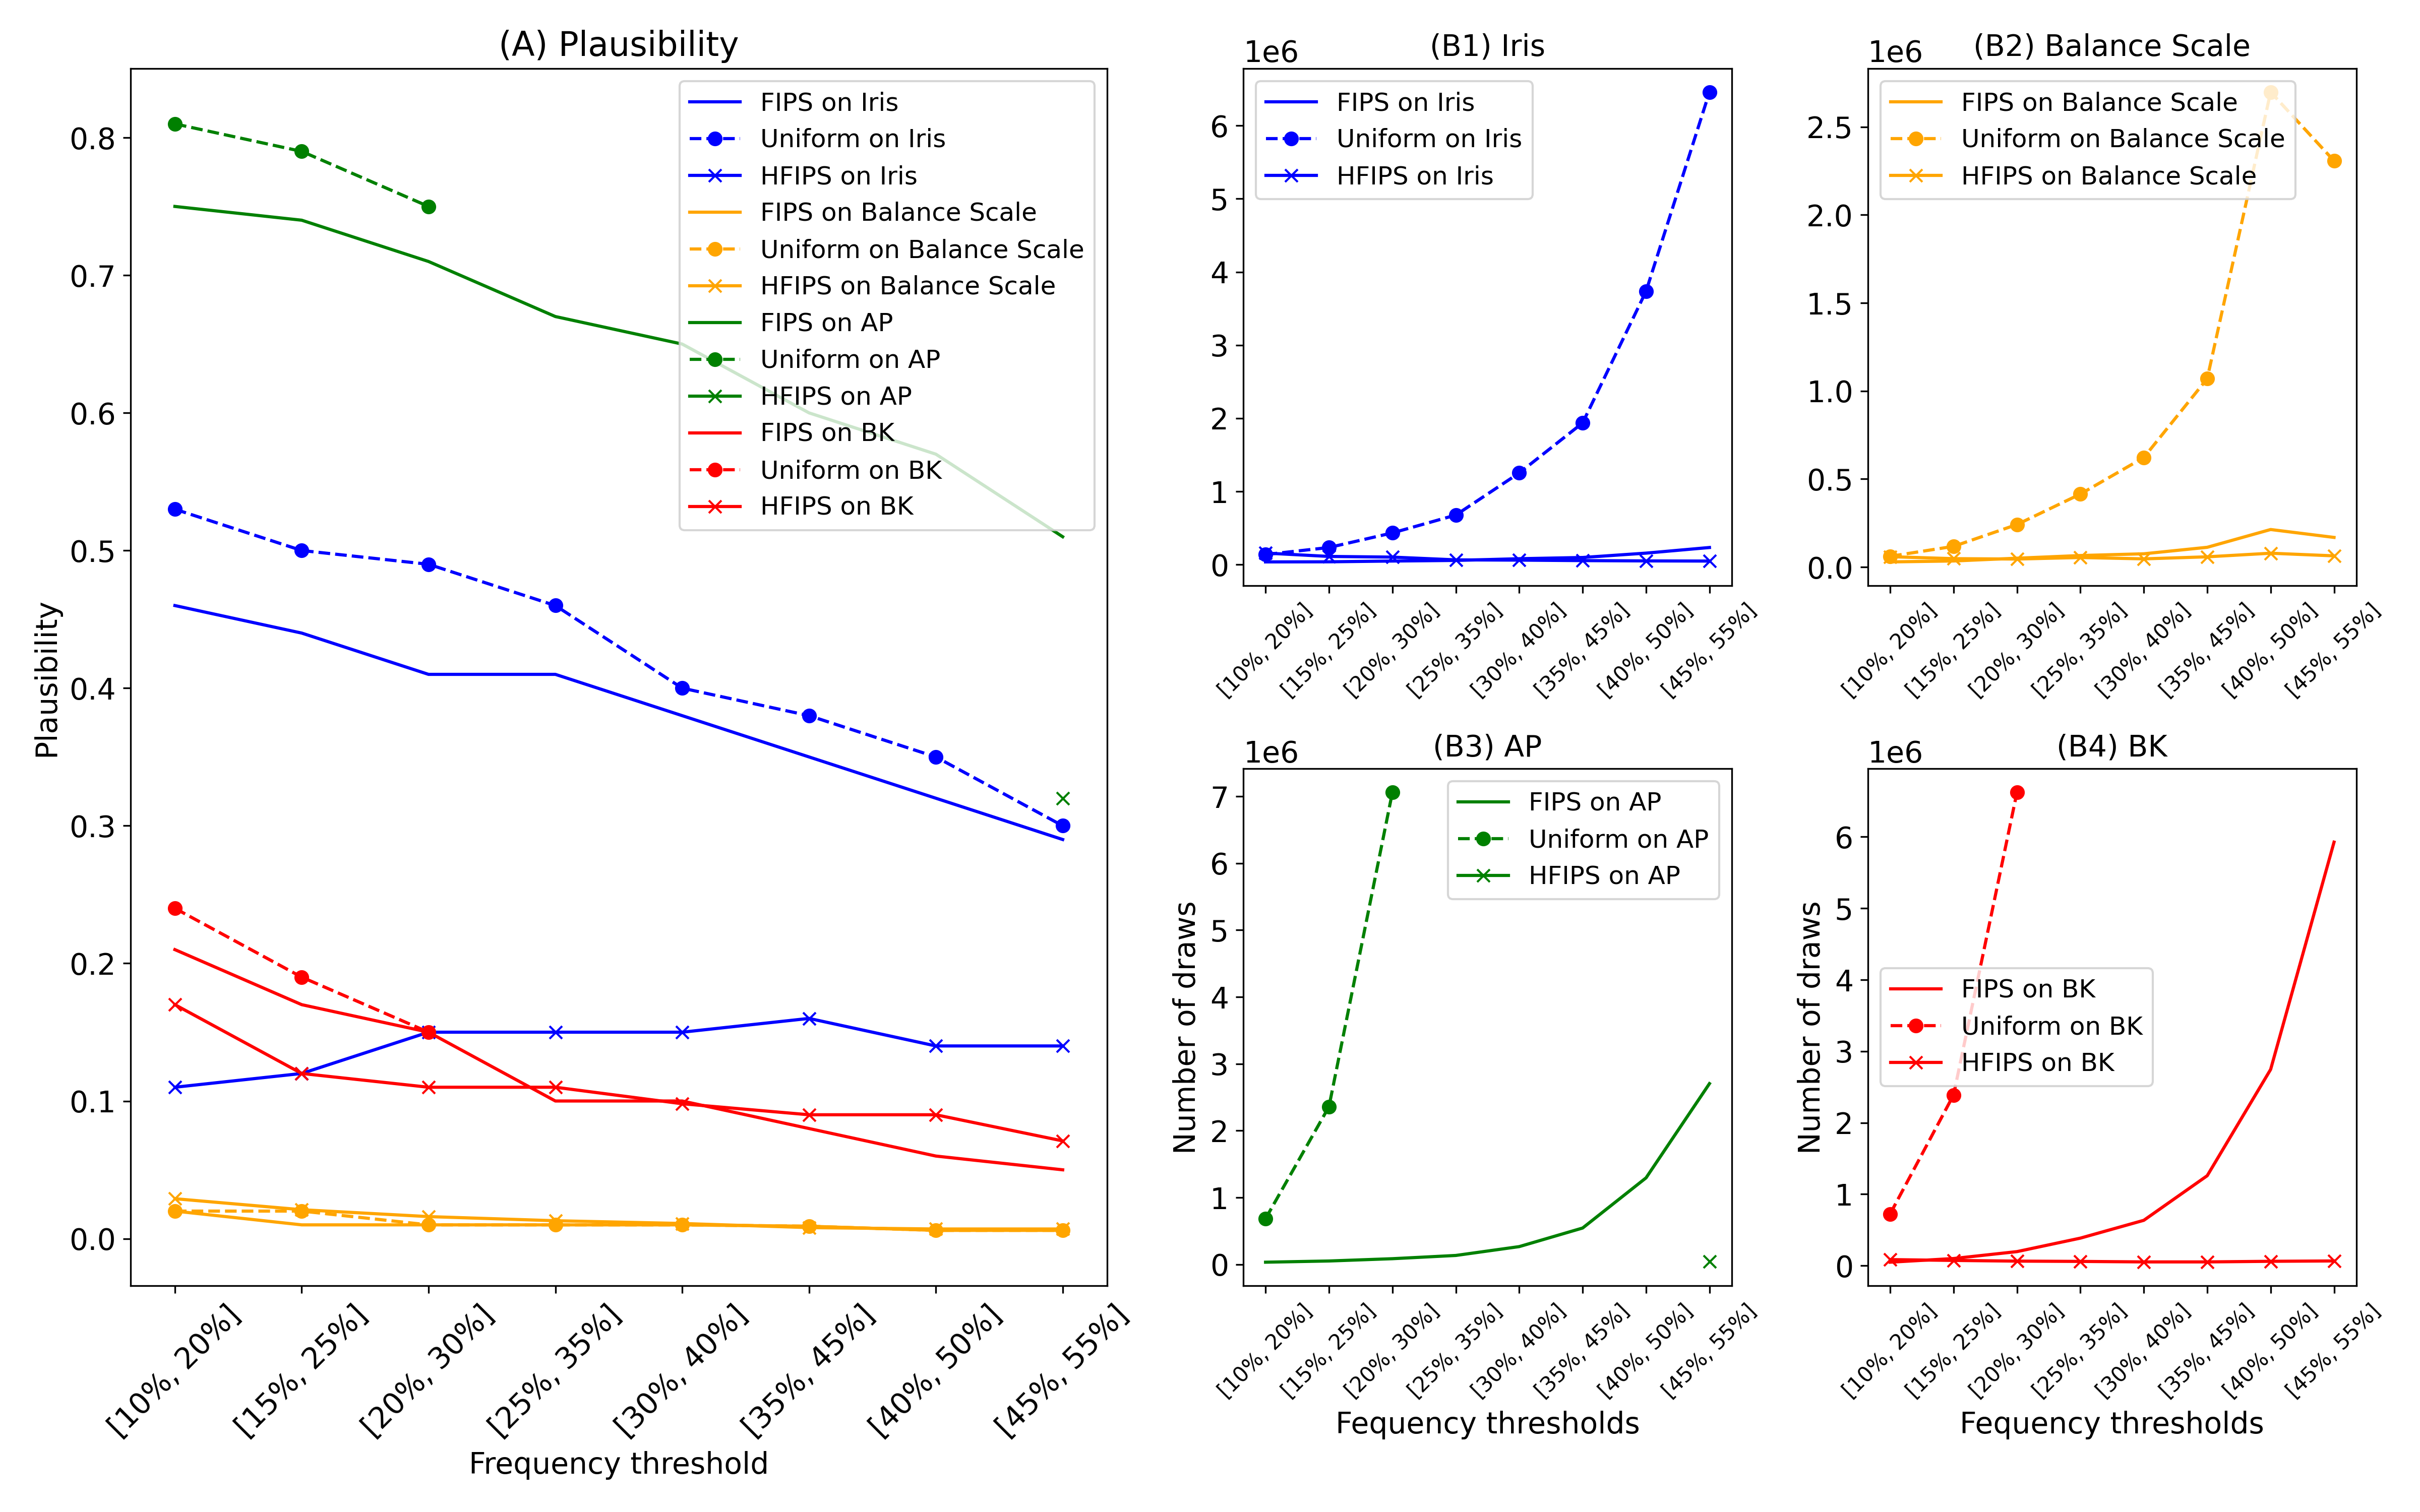 (A) Plausibility
Plausibility
0.8
0.7
0.6
0.5
0.4
0.3
0.2
0.1
0.0
FIPS on Iris
Uniform on Iris
HFIPS on Iris
FIPS on Balance Scale
Uniform on Balance Scale
HFIPS on Balance Scale
FIPS on AP
Uniform on AP
HFIPS on AP
FIPS on BK
Uniform on BK
HFIPS on BK
[10%, 20%]
[15%, 25%]
[20%, 30%]
[25%, 35%]
[30%, 40%]
[35%, 45%]
[40%, 50%]
[45%, 55%]
Frequency threshold
(B1) Iris
1e6
6
5
4
3
2
1
0
FIPS on Iris
Uniform on Iris
HFIPS on Iris
[10%, 20%]
[15%, 25%]
[20%, 30%]
[25%, 35%]
[30%, 40%]
[35%, 45%]
[40%, 50%]
[45%, 55%]
(B2) Balance Scale
1e6
2.5
2.0
1.5
1.0
0.5
0.0
FIPS on Balance Scale
Uniform on Balance Scale
HFIPS on Balance Scale
[10%, 20%]
[15%, 25%]
[20%, 30%]
[25%, 35%]
[30%, 40%]
[35%, 45%]
[40%, 50%]
[45%, 55%]
(B3) AP
1e6
Number of draws
7
6
5
4
3
2
1
0
FIPS on AP
Uniform on AP
HFIPS on AP
[10%, 20%]
[15%, 25%]
[20%, 30%]
[25%, 35%]
[30%, 40%]
[35%, 45%]
[40%, 50%]
[45%, 55%]
Fequency thresholds
(B4) BK
1e6
Number of draws
6
5
4
3
2
1
0
FIPS on BK
Uniform on BK
HFIPS on BK
[10%, 20%]
[15%, 25%]
[20%, 30%]
[25%, 35%]
[30%, 40%]
[35%, 45%]
[40%, 50%]
[45%, 55%]
Fequency thresholds